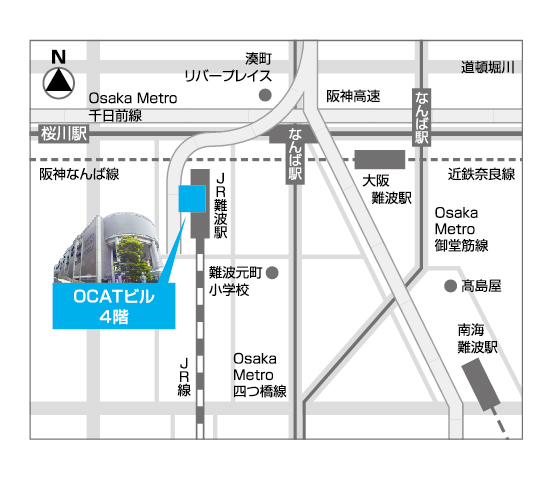 N
湊町
リバープレイス
道頓堀川
Osaka Metro
千日前線
阪神高速
なんば駅
桜川駅
なんば駅
阪神なんば線
JR難波駅
大阪
難波駅
近鉄奈良線
Osaka
Metro
御堂筋線
難波元町
小学校
髙島屋
OCATビル
4階
南海
難波駅
JR線
Osaka
Metro
四つ橋線